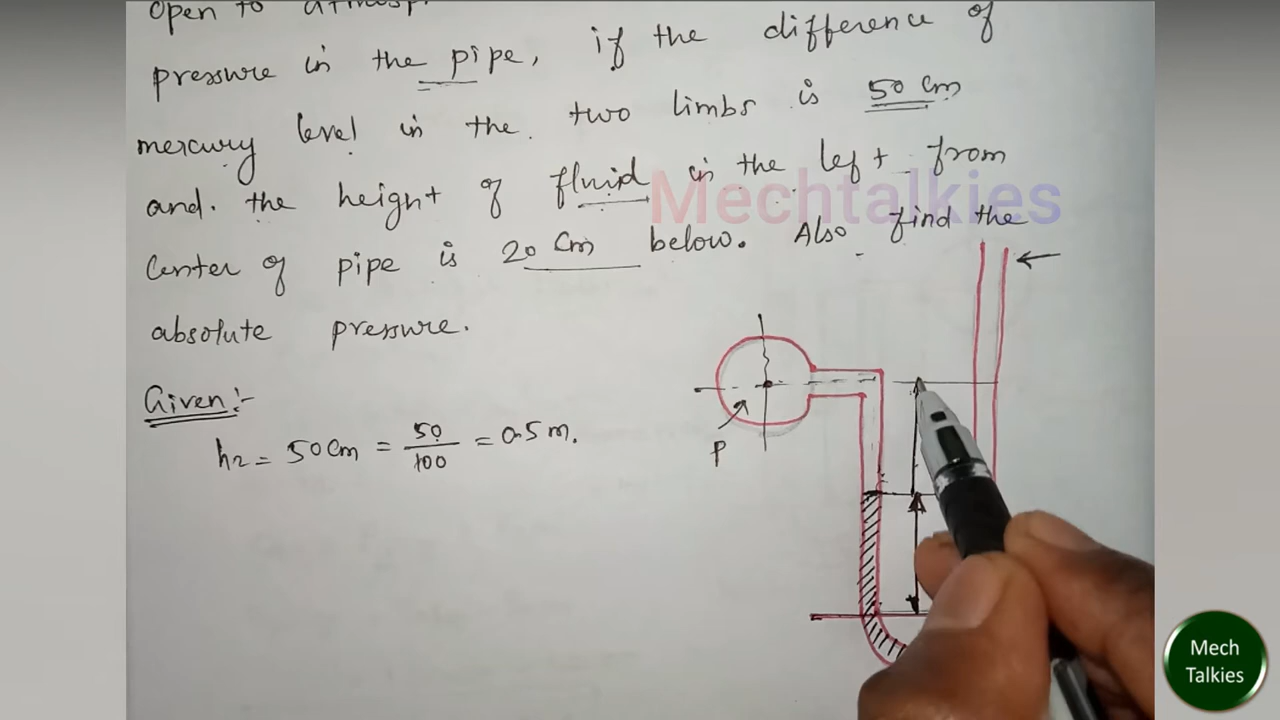 open to
pressure in the pipe, if the difference of
mercury level in the two limbs is 50 cm
and. the height of fluid in the left from
Mechtalkies
center of pipe is 20 cm below. Also find the
absolute pressure.
Given:-
h2 = 50 cm = 50/100 = 0.5 m.
P
Mech
Talkies